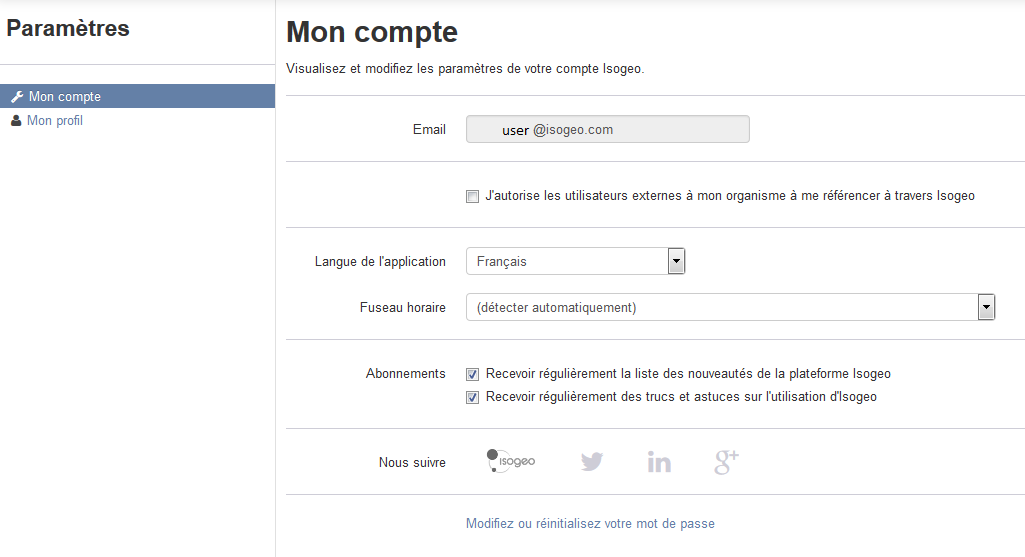 Paramètres
Mon compte
Mon profil
Mon compte
Visualisez et modifiez les paramètres de votre compte Isogeo.
Email user @isogeo.com
J'autorise les utilisateurs externes à mon organisme à me référencer à travers Isogeo
Langue de l'application Français
Fuseau horaire (détecter automatiquement)
Abonnements Recevoir régulièrement la liste des nouveautés de la plateforme Isogeo
Recevoir régulièrement des trucs et astuces sur l'utilisation d'Isogeo
Nous suivre isogeo in g+
Modifiez ou réinitialisez votre mot de passe